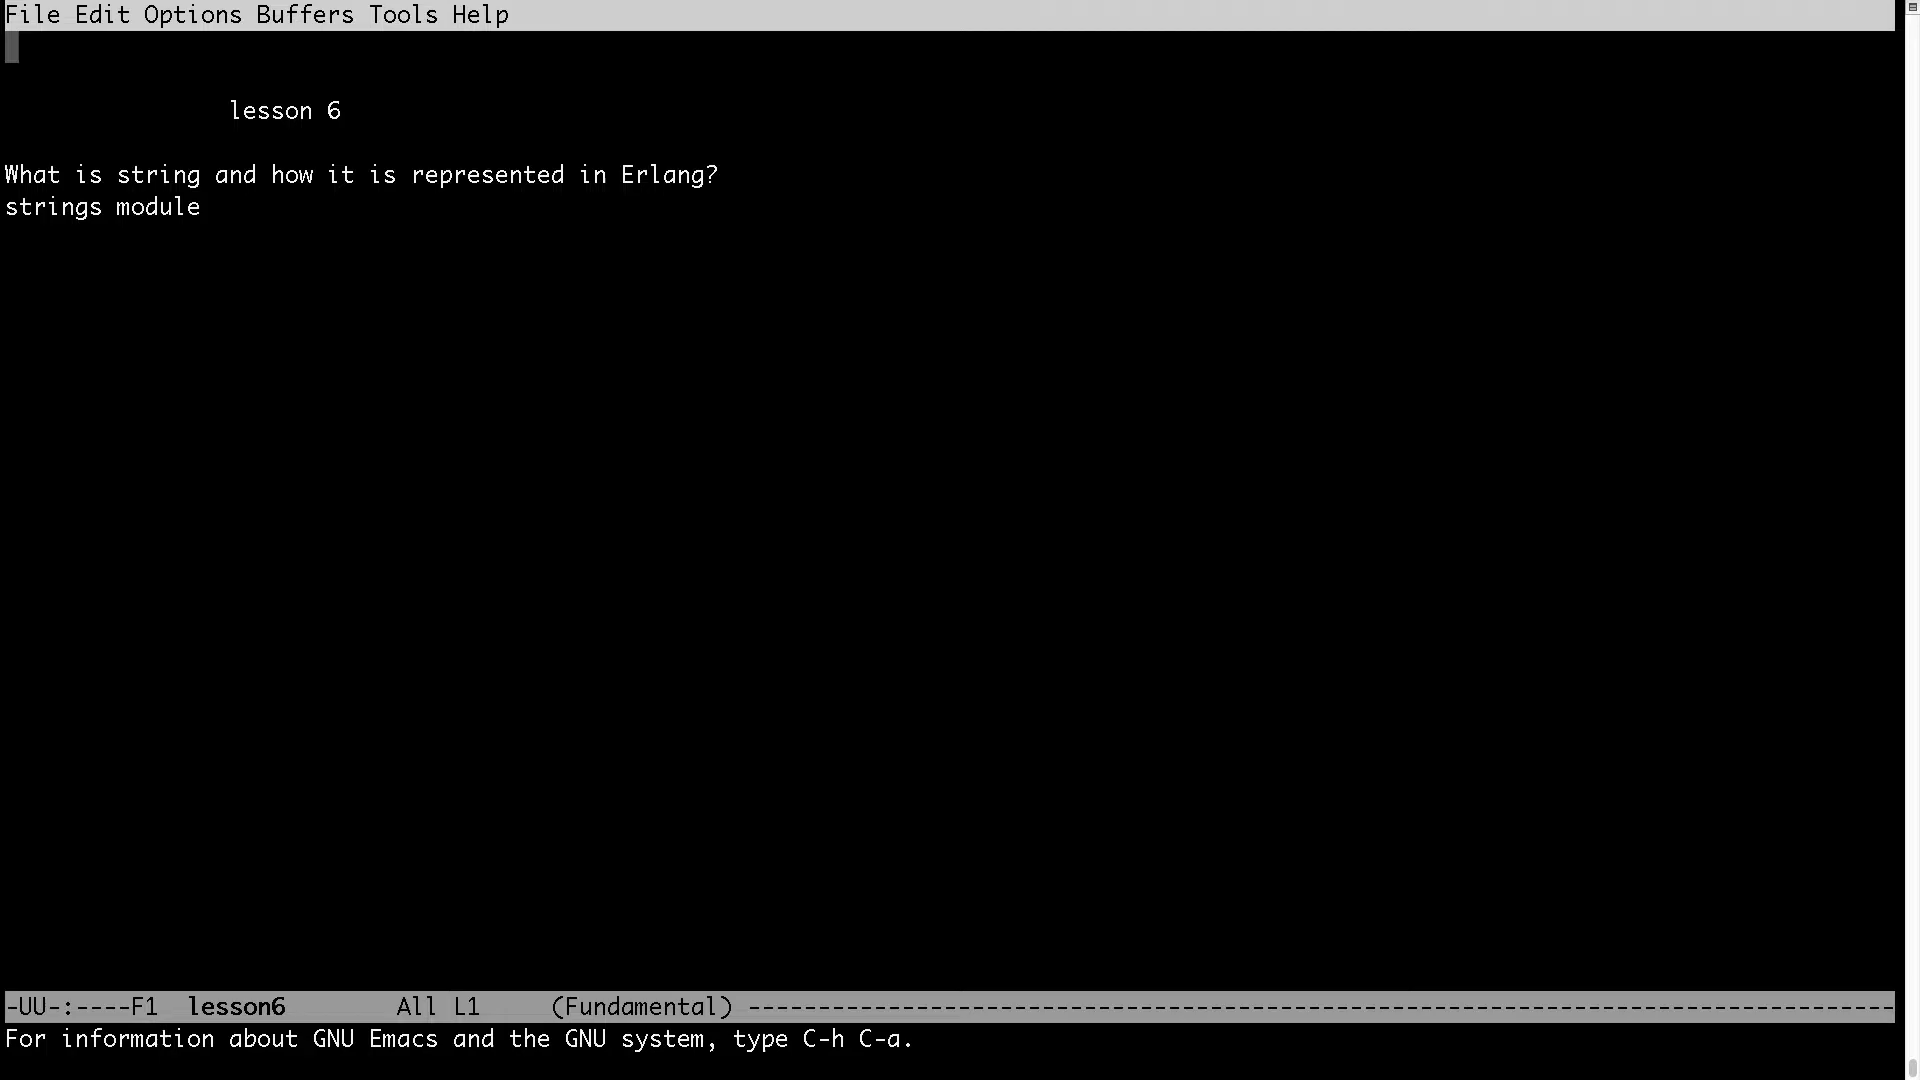 File Edit Options Buffers Tools Help
lesson 6
What is string and how it is represented in Erlang?
strings module
-UU-:----F1  lesson6        All L1     (Fundamental) ----------------------------------------------------------------------------------
For information about GNU Emacs and the GNU system, type C-h C-a.